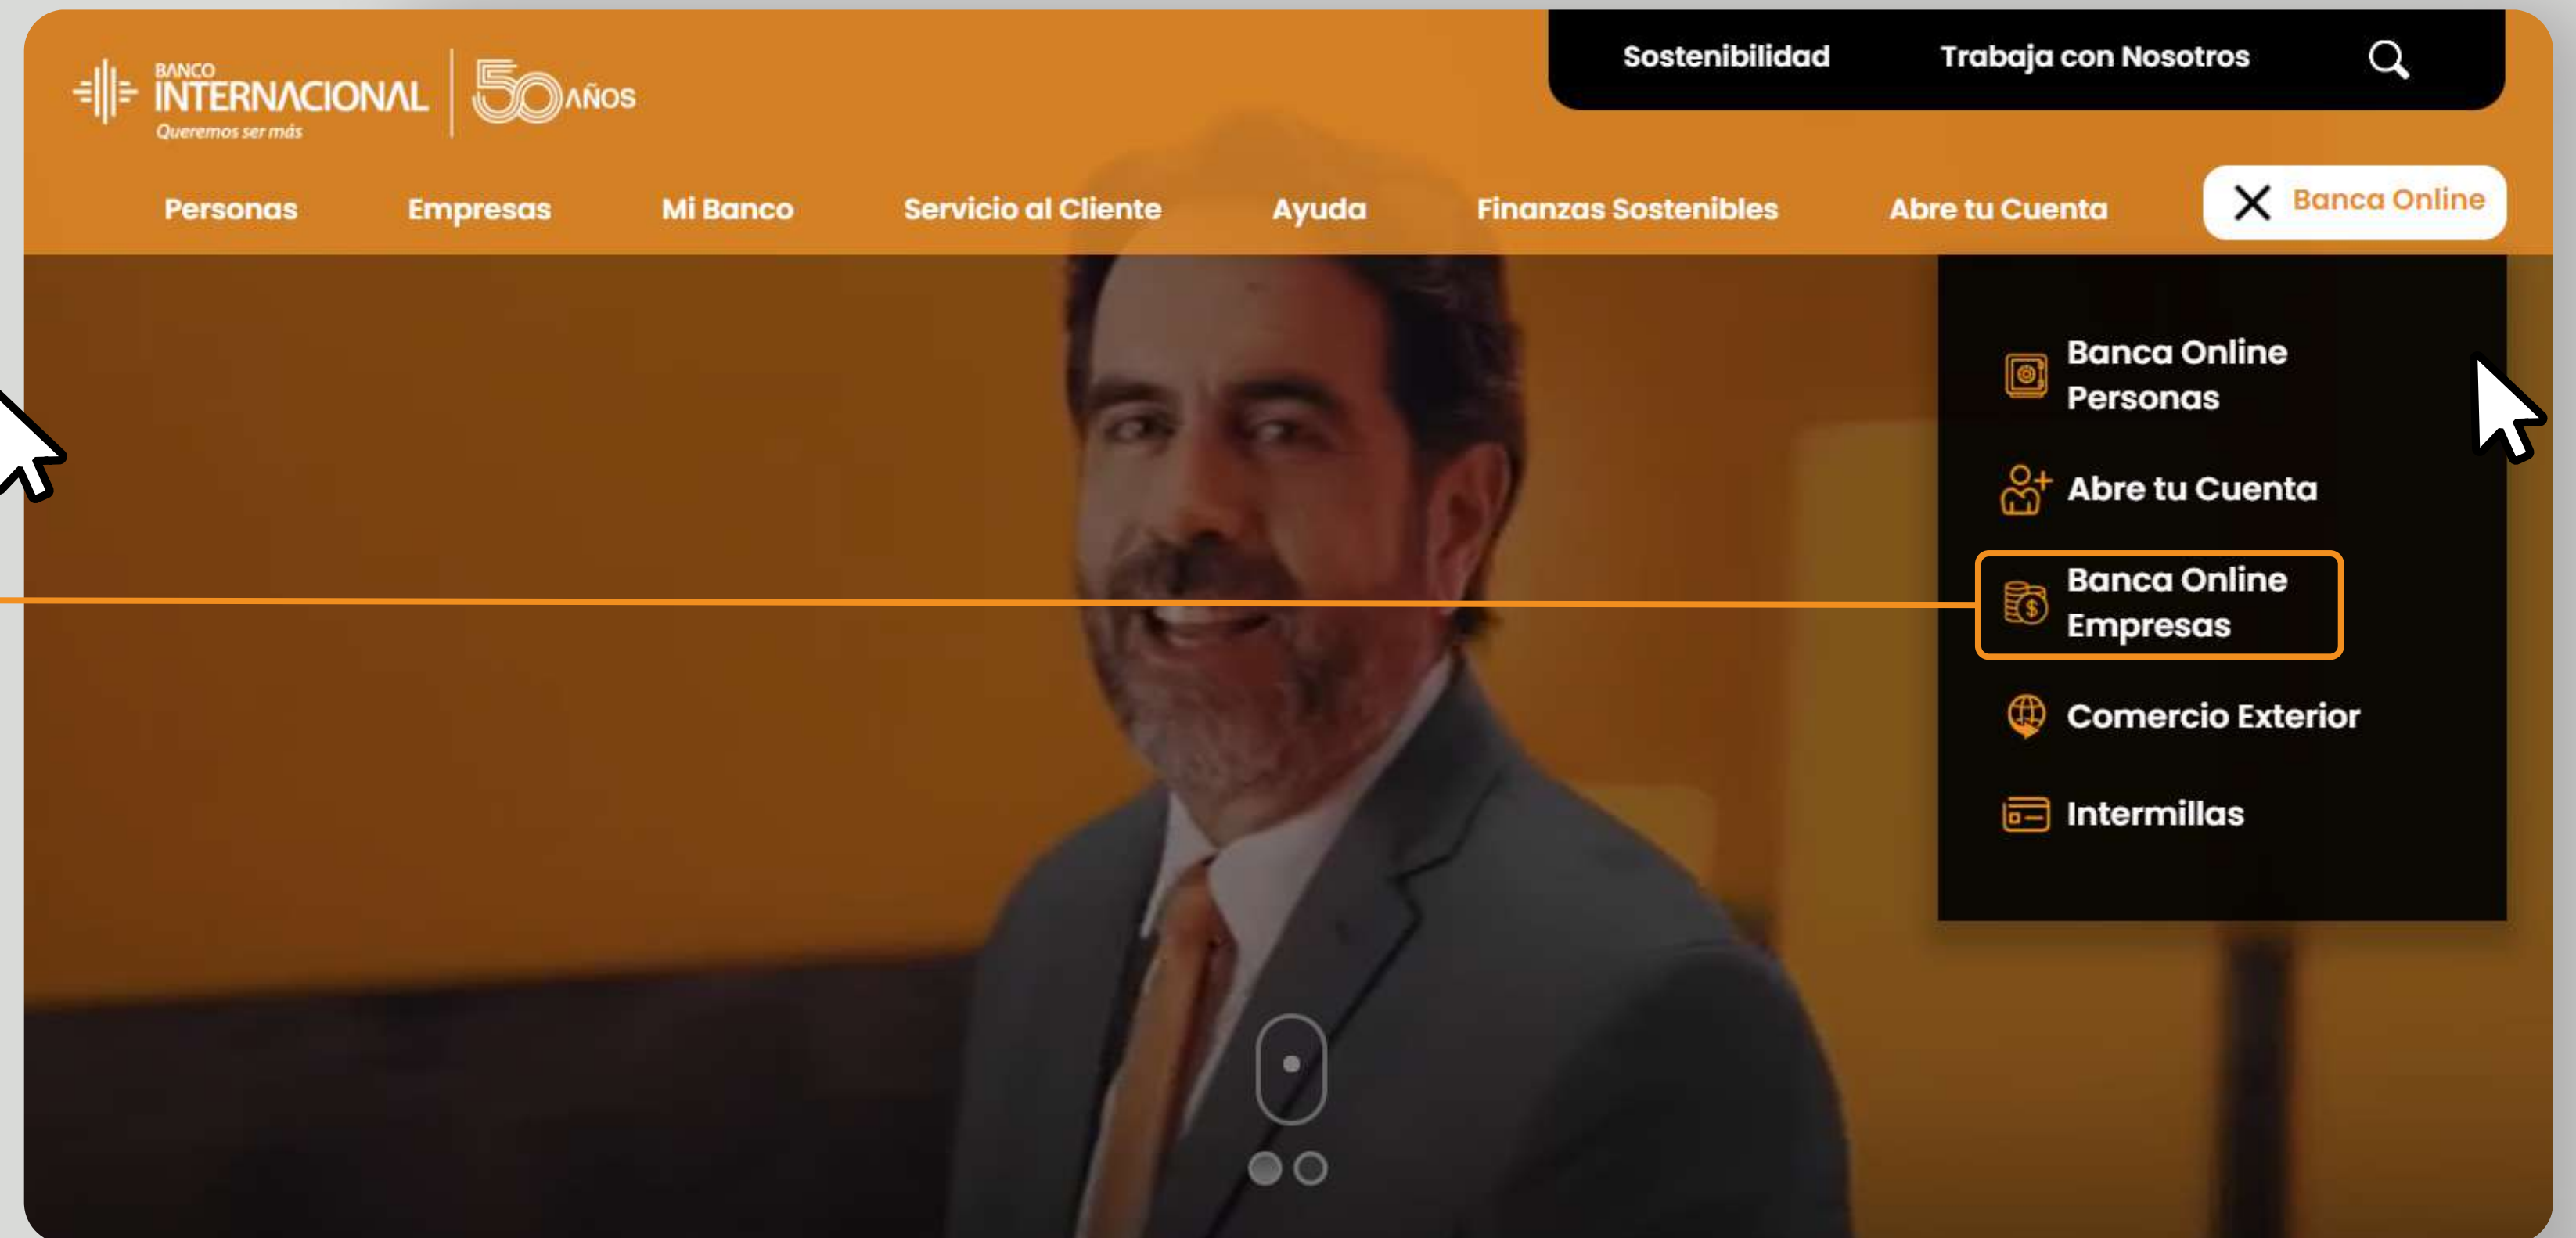 Sostenibilidad Trabaja con Nosotros
BANCO
INTERNACIONAL
Queremos ser más
50 AÑOS
Personas Empresas Mi Banco Servicio al Cliente Ayuda Finanzas Sostenibles Abre tu Cuenta Banca Online
Banca Online
Personas
Abre tu Cuenta
Banca Online
Empresas
Comercio Exterior
Intermillas